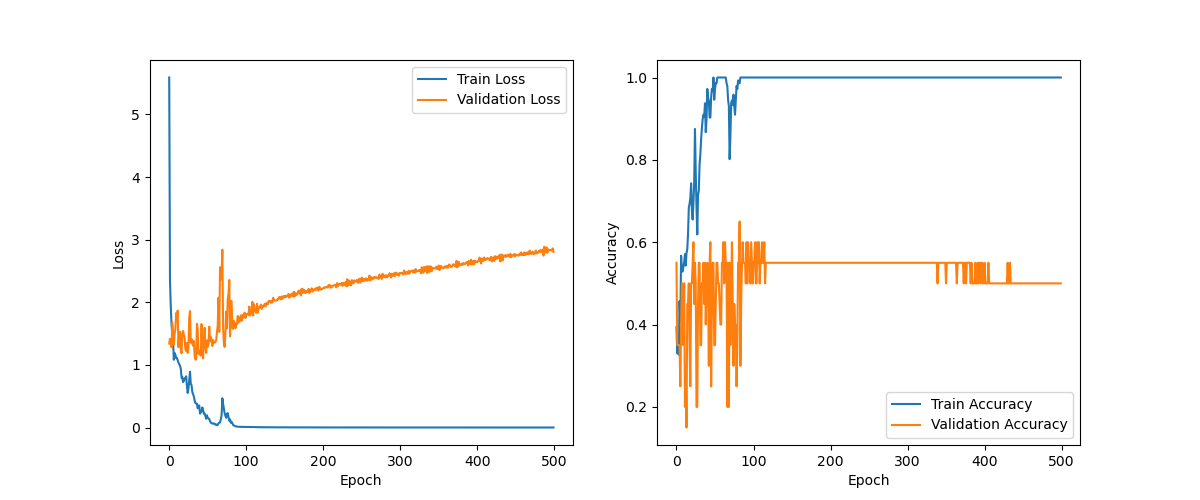 Train Loss
Validation Loss
5
4
3
2
1
0
Loss
0 100 200 300 400 500
Epoch
1.0
0.8
0.6
0.4
0.2
Accuracy
Train Accuracy
Validation Accuracy
0 100 200 300 400 500
Epoch